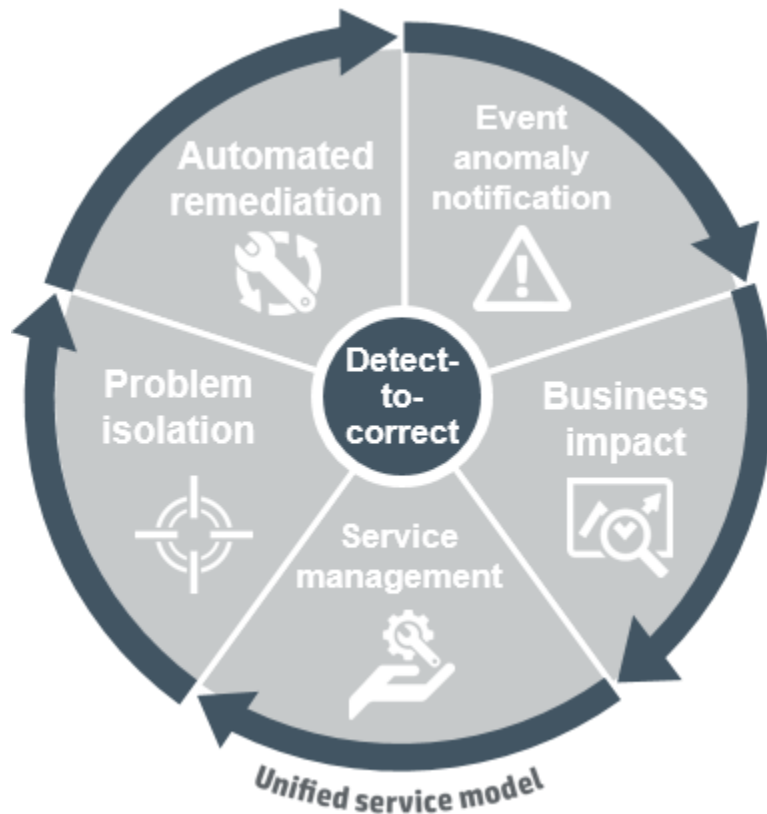 Event
anomaly
notification
Business
impact
Service
management
Problem
isolation
Automated
remediation
Detect-
to-
correct
Unified service model